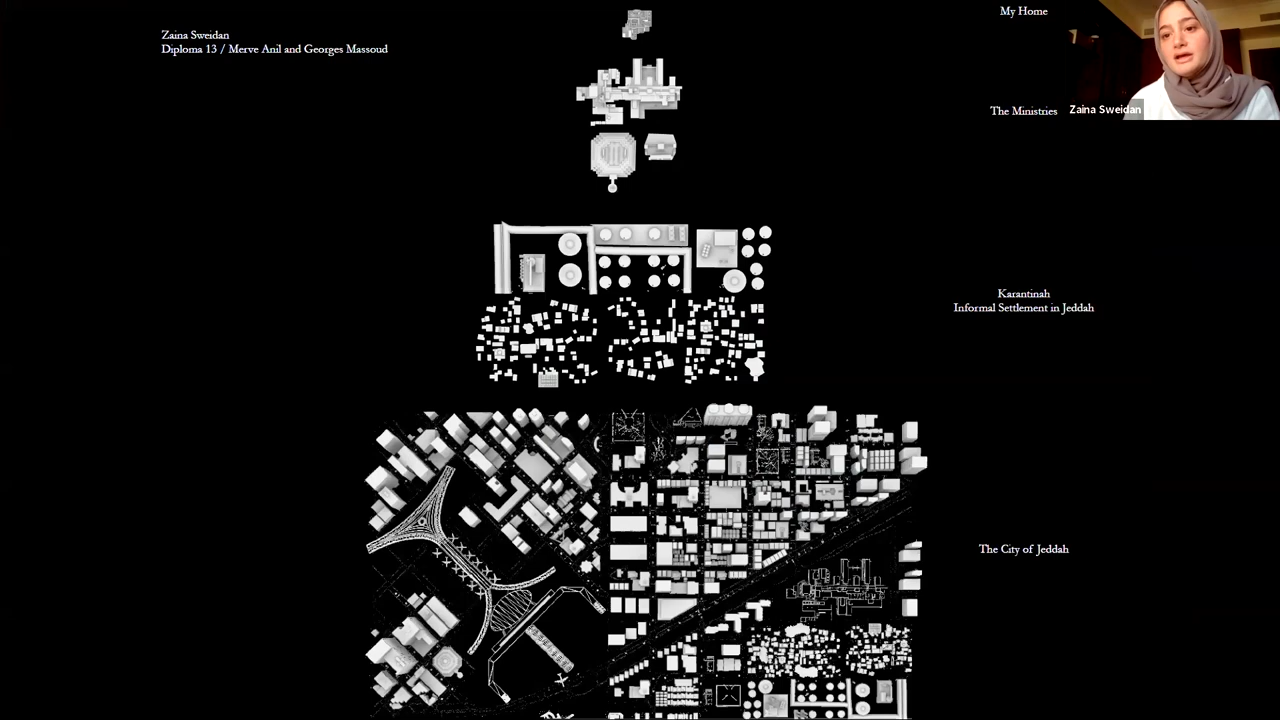 Zaina Sweidan
Diploma 13 / Merve Anil and Georges Massoud
My Home
The Ministries
Zaina Sweidan
Karantinah
Informal Settlement in Jeddah
The City of Jeddah